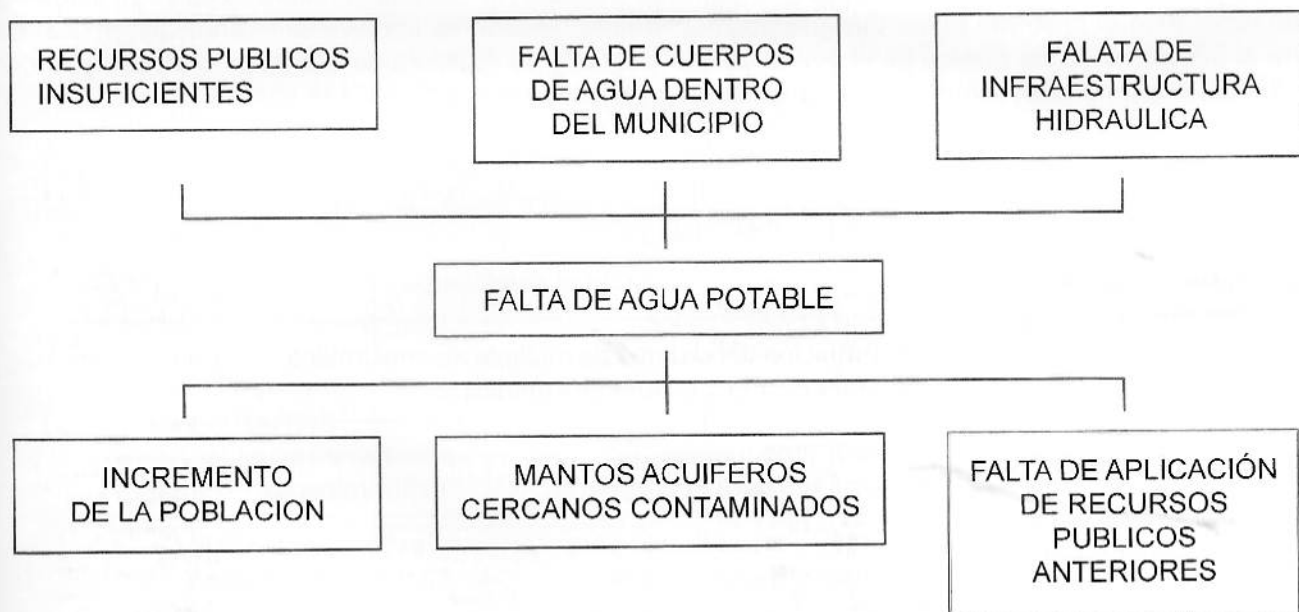 RECURSOS PUBLICOS
INSUFICIENTES
FALTA DE CUERPOS
DE AGUA DENTRO
DEL MUNICIPIO
FALATA DE
INFRAESTRUCTURA
HIDRAULICA
FALTA DE AGUA POTABLE
INCREMENTO
DE LA POBLACION
MANTOS ACUIFEROS
CERCANOS CONTAMINADOS
FALTA DE APLICACIÓN
DE RECURSOS
PUBLICOS
ANTERIORES